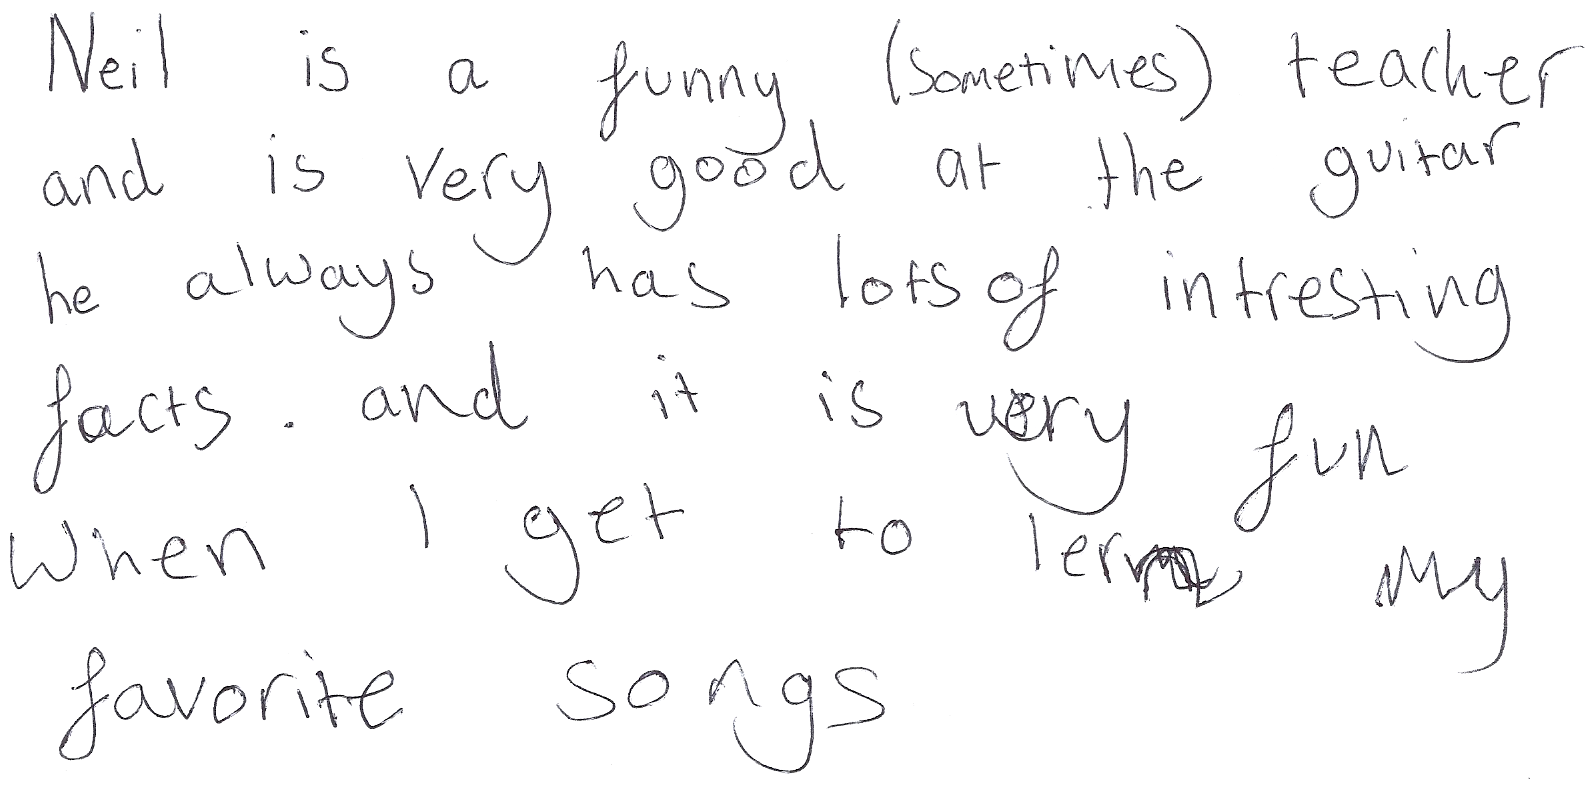 Neil is a funny (sometimes) teacher
and is very good at the guitar
he always has lots of intresting
facts. and it is very fun
when I get to lern my
favorite songs